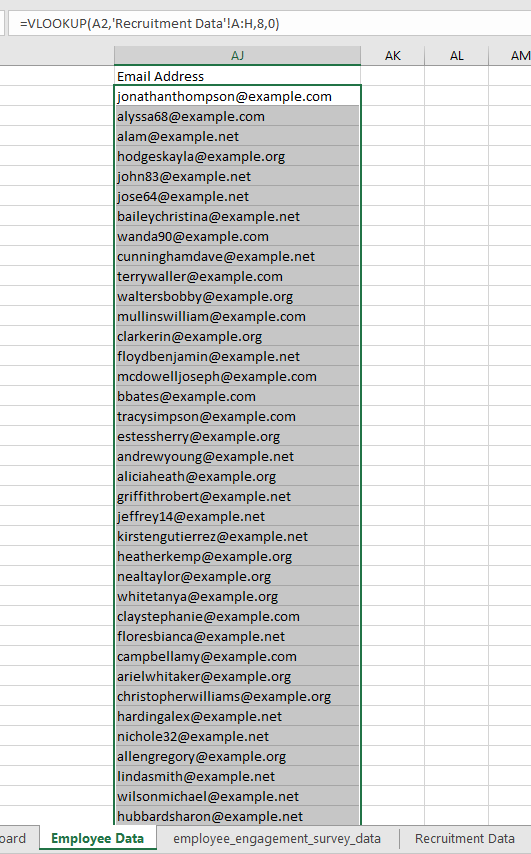 =VLOOKUP(A2,'Recruitment Data'!A:H,8,0)
AJ AK AL AM
Email Address
jonathanthompson@example.com
alyssa68@example.com
alam@example.net
hodgeskayla@example.org
john83@example.net
jose64@example.net
baileychristina@example.net
wanda90@example.com
cunninghamdave@example.net
terrywaller@example.com
waltersbobby@example.org
mullinswilliam@example.com
clarkerin@example.org
floydbenjamin@example.net
mcdowelljoseph@example.com
bbates@example.com
tracysimpson@example.com
estessherry@example.org
andrewyoung@example.net
aliciaheath@example.org
griffithrobert@example.net
jeffrey14@example.net
kirstengutierrez@example.net
heatherkemp@example.org
nealtaylor@example.org
whitetanya@example.org
claystephanie@example.com
floresbianca@example.net
campbellamy@example.com
arielwhitaker@example.org
christopherwilliams@example.org
hardingalex@example.net
nichole32@example.net
allengregory@example.org
lindasmith@example.net
wilsonmichael@example.net
hubbardsharon@example.net
oard Employee Data employee_engagement_survey_data Recruitment Data